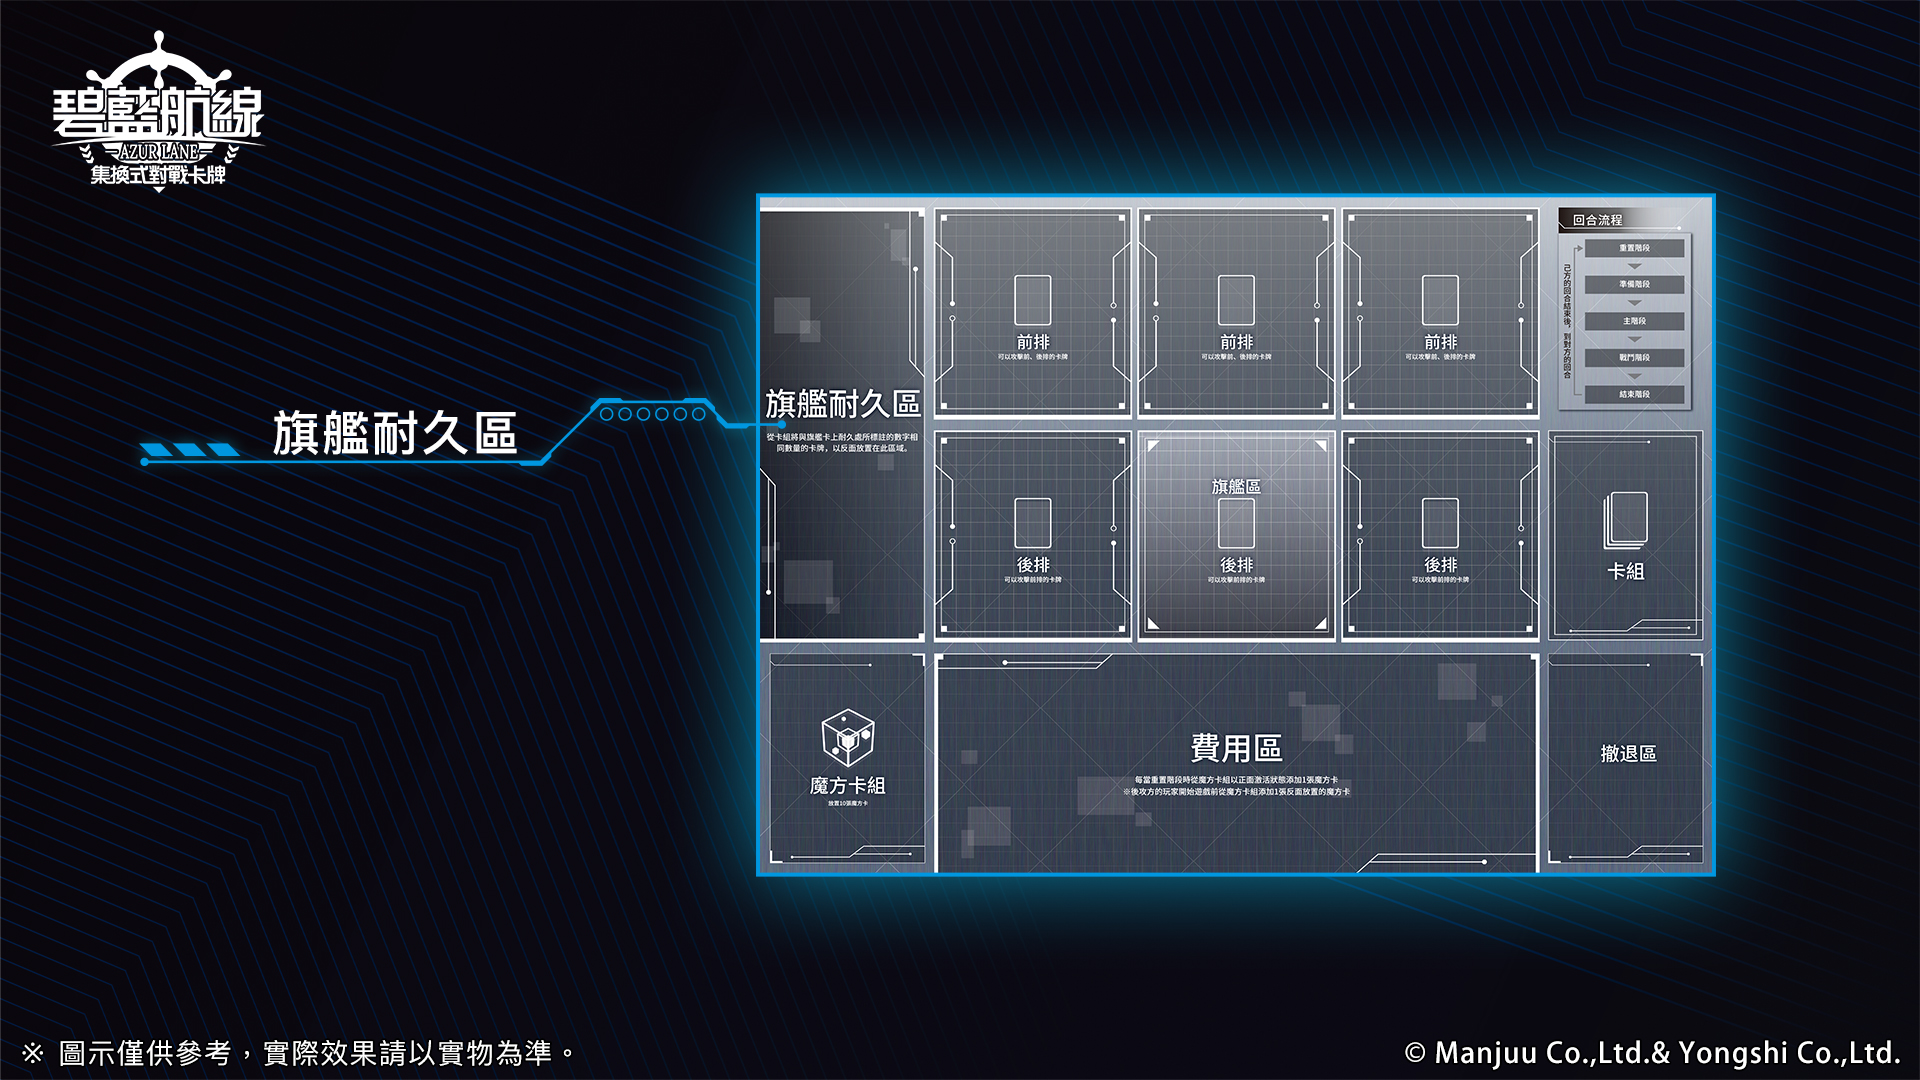 碧藍航線
AZUR LANE
集換式對戰卡牌
旗艦耐久區
旗艦耐久區
從卡組將與旗艦卡上耐久處所標註的數字相
同數量的卡牌，以反面放置在此區域。
前排
可以攻擊前、後排的卡牌
前排
可以攻擊前、後排的卡牌
前排
可以攻擊前、後排的卡牌
回合流程
重置階段
準備階段
主階段
戰鬥階段
結束階段
己方的回合結束後，到對方的回合
後排
可以攻擊前排的卡牌
旗艦區
後排
可以攻擊前排的卡牌
後排
可以攻擊前排的卡牌
卡組
魔方卡組
放置10張魔方卡
費用區
每當重置階段時從魔方卡組以正面激活狀態添加1張魔方卡
※後攻方的玩家開始遊戲前從魔方卡組添加1張反面放置的魔方卡
撤退區
※ 圖示僅供參考，實際效果請以實物為準。
© Manjuu Co.,Ltd.& Yongshi Co.,Ltd.